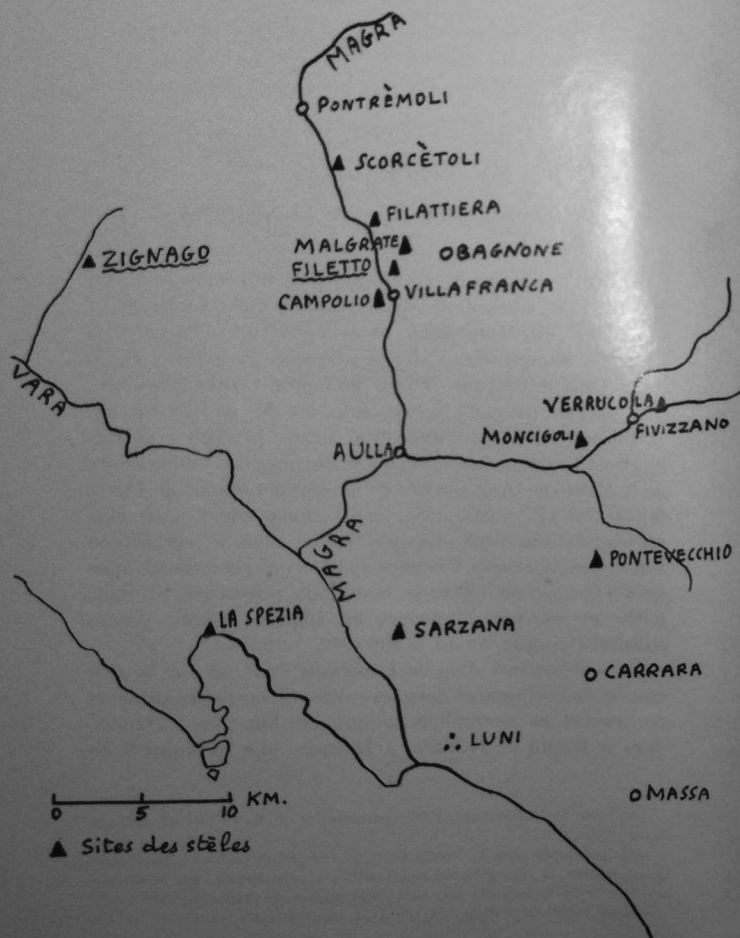 MAGRA
PONTRÈMOLI
SCORCÈTOLI
FILATTIERA
MALGRATE
BAGNONE
ZIGNAGO
FILETTO
CAMPOLIO
VILLAFRANCA
VARA
VERRUCOLA
MONCIGOLI
FIVIZZANO
AULLA
MAGRA
PONTEVECCHIO
LA SPEZIA
SARZANA
CARRARA
LUNI
MASSA
0 5 10 KM.
Sites des stèles